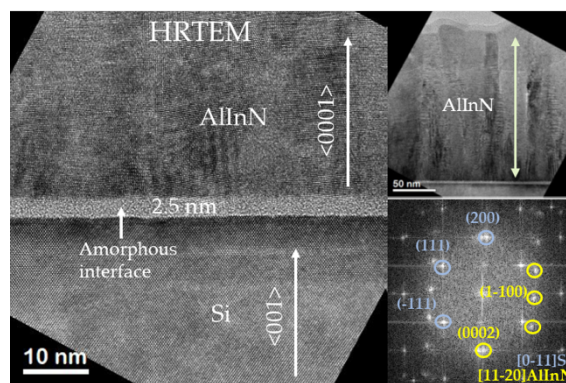 HRTEM
AlInN
<0001>
2.5 nm
Amorphous
interface
Si
<001>
10 nm
AlInN
50 nm
(200)
(111)
(1-100)
(-111)
(0002)
[0-11]S
[11-20]AlInN